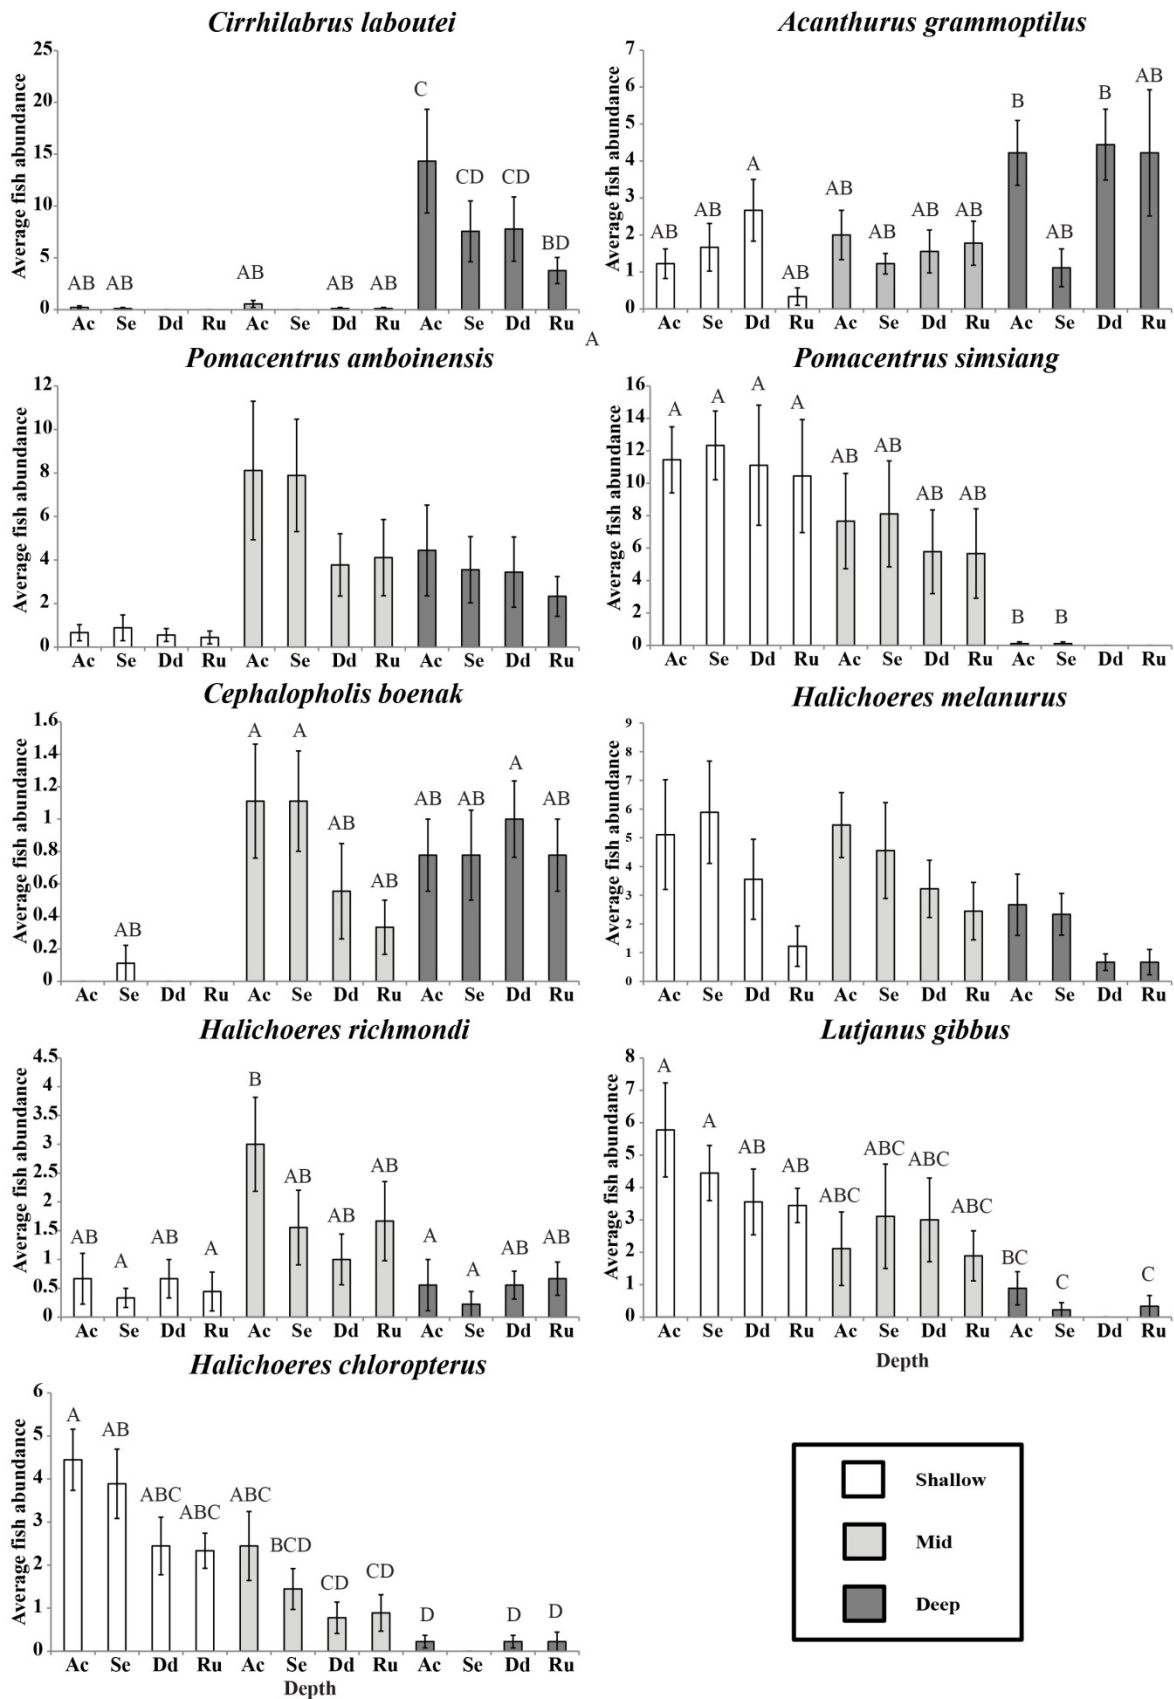 Cirrhilabrus laboutei
Average fish abundance
25
20
15
10
5
0
AB AB AB AB AB C CD CD BD
Ac Se Dd Ru Ac Se Dd Ru Ac Se Dd Ru
Acanthurus grammoptilus
Average fish abundance
7
6
5
4
3
2
1
0
AB AB A AB AB AB AB AB B AB B AB
Ac Se Dd Ru Ac Se Dd Ru Ac Se Dd Ru
A
Pomacentrus amboinensis
Average fish abundance
12
10
8
6
4
2
0
Ac Se Dd Ru Ac Se Dd Ru Ac Se Dd Ru
Pomacentrus simsiang
Average fish abundance
16
14
12
10
8
6
4
2
0
A A A A AB AB AB AB B B
Ac Se Dd Ru Ac Se Dd Ru Ac Se Dd Ru
Cephalopholis boenak
Average fish abundance
1.6
1.4
1.2
1
0.8
0.6
0.4
0.2
0
AB A A AB AB AB AB A AB
Ac Se Dd Ru Ac Se Dd Ru Ac Se Dd Ru
Halichoeres melanurus
Average fish abundance
9
8
7
6
5
4
3
2
1
0
Ac Se Dd Ru Ac Se Dd Ru Ac Se Dd Ru
Halichoeres richmondi
Average fish abundance
4.5
4
3.5
3
2.5
2
1.5
1
0.5
0
AB A AB A B AB AB AB A A AB AB
Ac Se Dd Ru Ac Se Dd Ru Ac Se Dd Ru
Lutjanus gibbus
Average fish abundance
8
7
6
5
4
3
2
1
0
A A AB AB ABC ABC ABC ABC BC C C
Ac Se Dd Ru Ac Se Dd Ru Ac Se Dd Ru
Depth
Halichoeres chloropterus
Average fish abundance
6
5
4
3
2
1
0
A AB ABC ABC ABC BCD CD CD D D D
Ac Se Dd Ru Ac Se Dd Ru Ac Se Dd Ru
Depth
Shallow
Mid
Deep